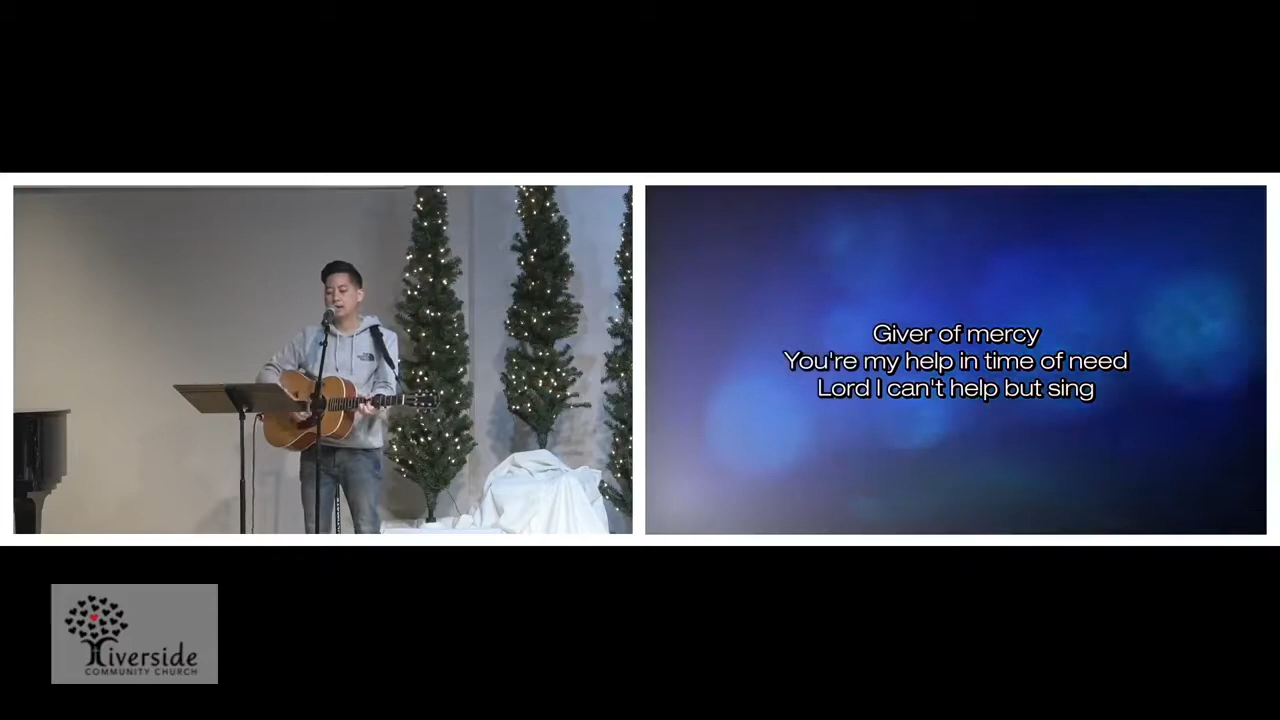 Giver of mercy
You're my help in time of need
Lord I can't help but sing
Riverside
COMMUNITY CHURCH